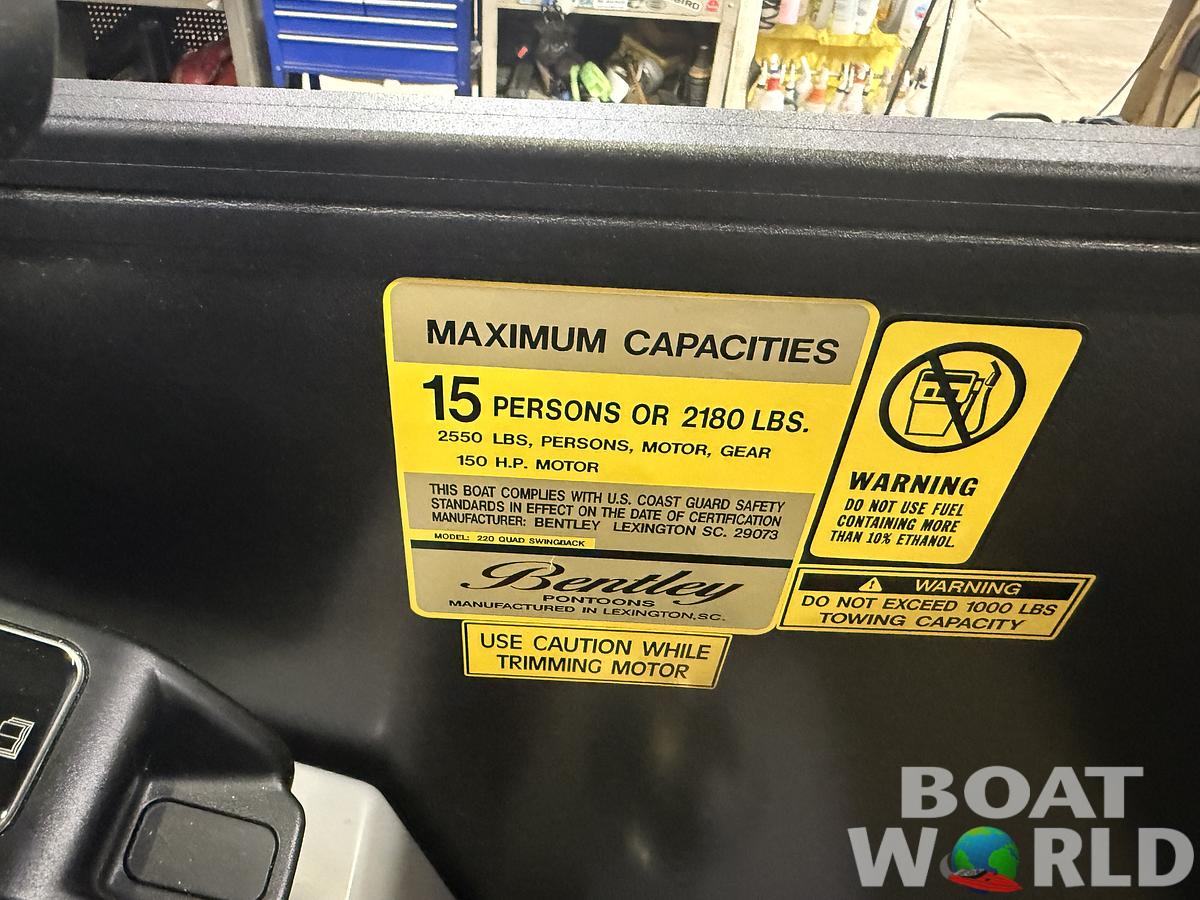 MAXIMUM CAPACITIES
15 PERSONS OR 2180 LBS.
2550 LBS, PERSONS, MOTOR, GEAR
150 H.P. MOTOR
THIS BOAT COMPLIES WITH U.S. COAST GUARD SAFETY
STANDARDS IN EFFECT ON THE DATE OF CERTIFICATION
MANUFACTURER: BENTLEY LEXINGTON SC. 29073
MODEL: 220 QUAD SWINGBACK
Bentley
PONTOONS
MANUFACTURED IN LEXINGTON,SC.
USE CAUTION WHILE
TRIMMING MOTOR
WARNING
DO NOT USE FUEL
CONTAINING MORE
THAN 10% ETHANOL.
WARNING
DO NOT EXCEED 1000 LBS
TOWING CAPACITY
BOAT
WORLD